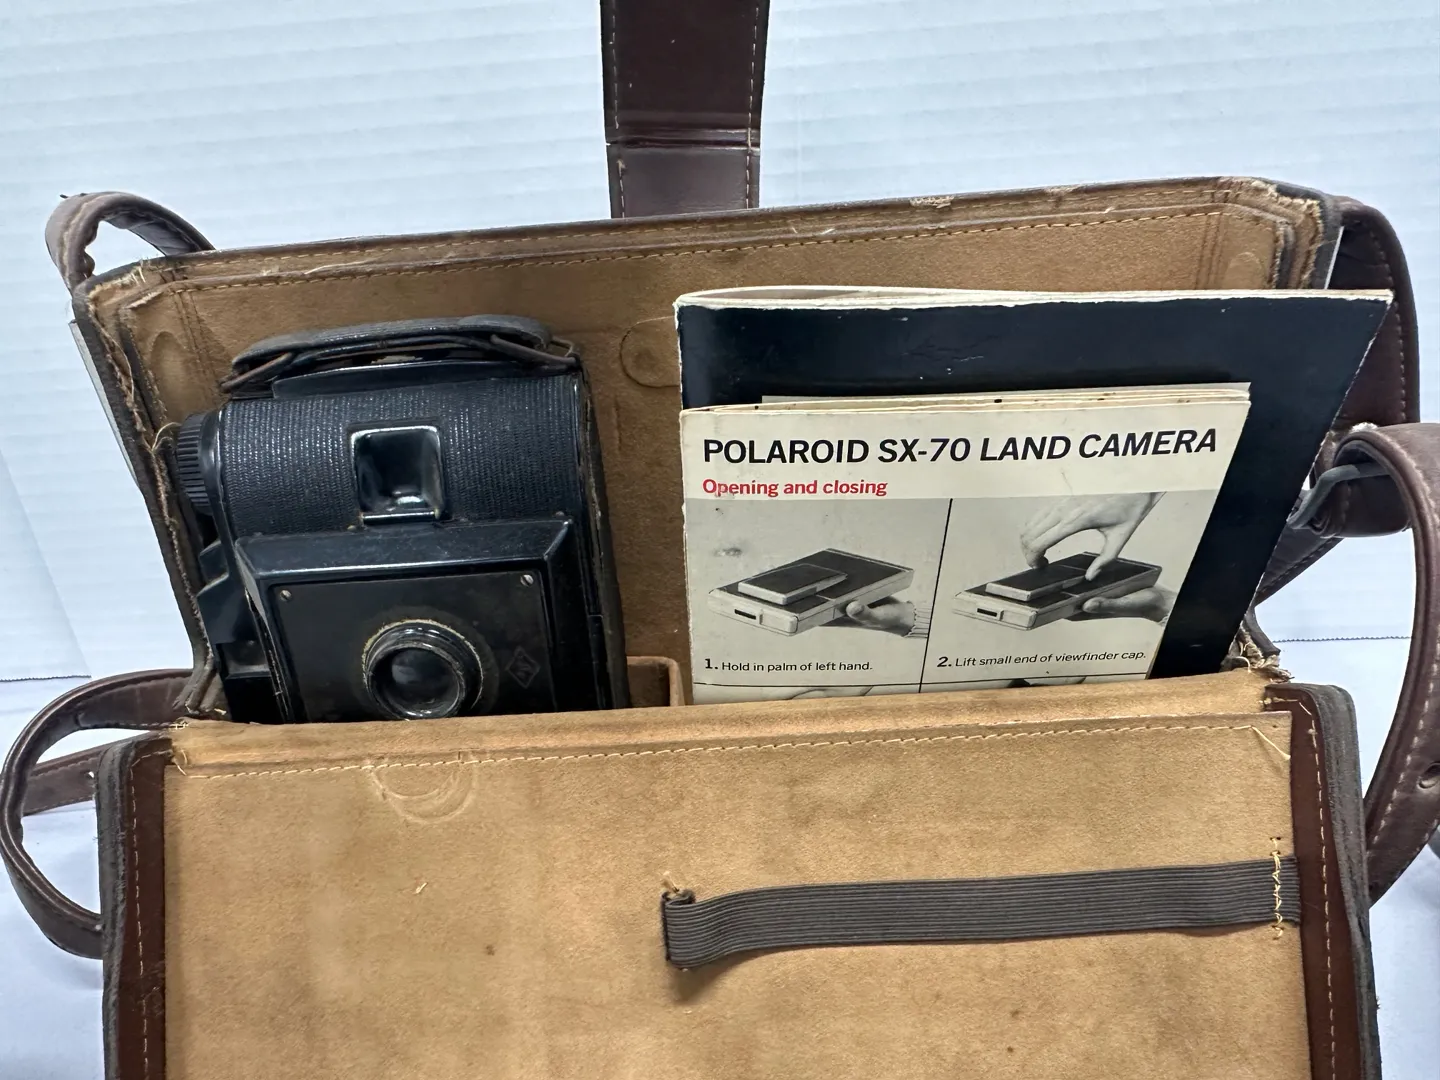 POLAROID SX-70 LAND CAMERA
Opening and closing
1. Hold in palm of left hand.
2. Lift small end of viewfinder cap.